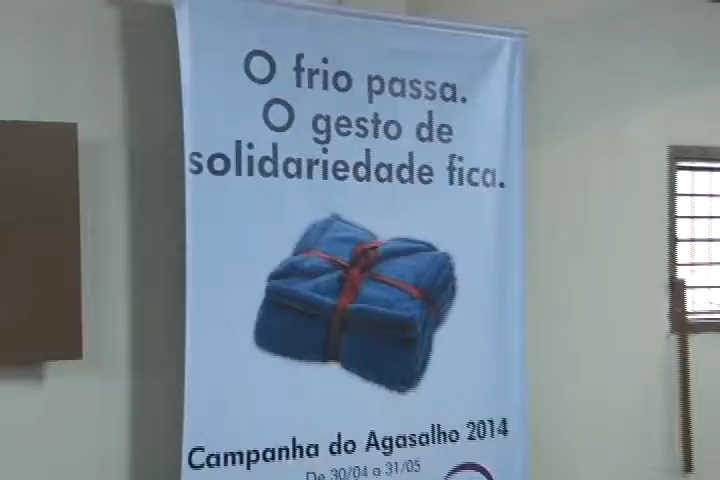 O frio passa.
O gesto de
solidariedade fica.
Campanha do Agasalho 2014
De 30/04 a 31/05